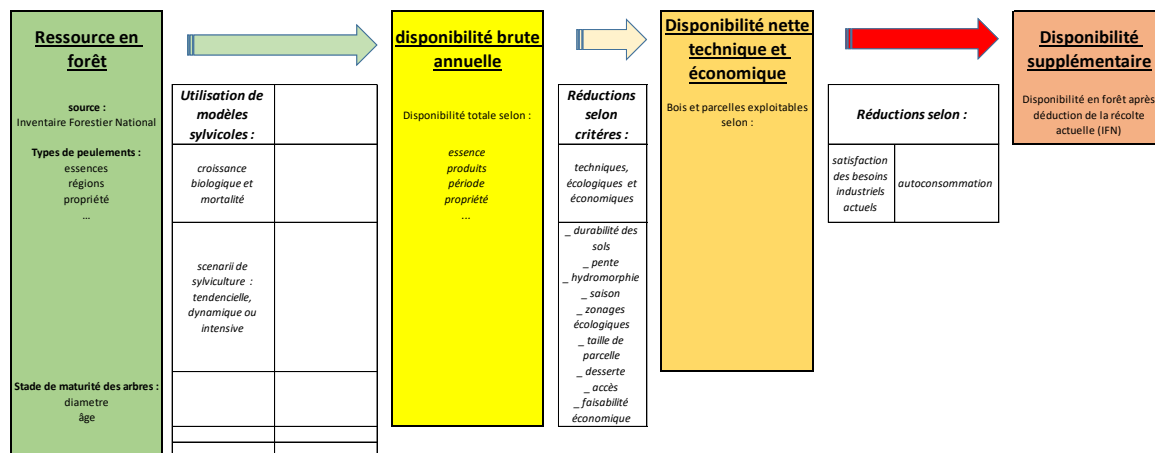 Ressource en
forêt
source :
Inventaire Forestier National
Types de peulements :
essences
régions
propriété
...
Stade de maturité des arbres :
diametre
âge
Utilisation de
modèles
sylvicoles :
croissance
biologique et
mortalité
scenarii de
sylviculture :
tendencielle,
dynamique ou
intensive
disponibilité brute
annuelle
Disponibilité totale selon :
essence
produits
période
propriété
...
Réductions
selon
critéres :
techniques,
écologiques et
économiques
_ durabilité des
sols
_ pente
_ hydromorphie
_ saison
_ zonages
écologiques
_ taille de
parcelle
_ desserte
_ accès
_ faisabilité
économique
Disponibilité nette
technique et
économique
Bois et parcelles exploitables
selon :
Réductions selon :
satisfaction
des besoins
industriels
actuels
autoconsommation
Disponibilité
supplémentaire
Disponibilité en forêt après
déduction de la récolte
actuelle (IFN)